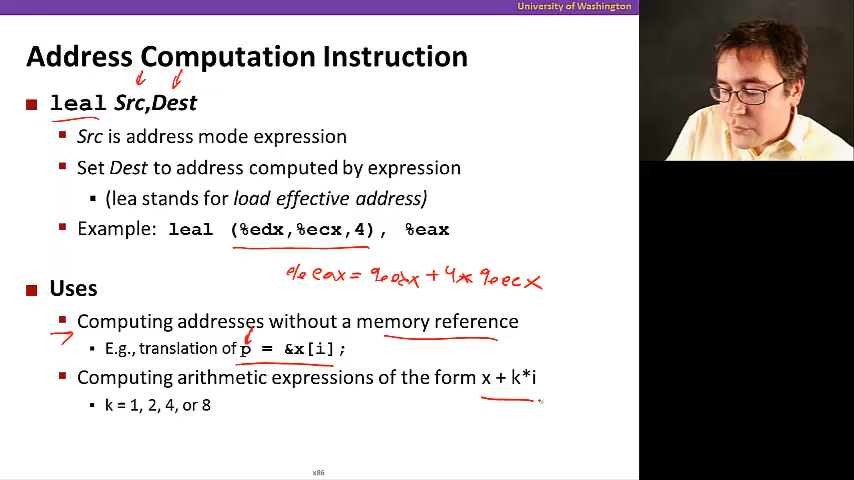 University of Washington
Address Computation Instruction
leal Src,Dest
Src is address mode expression
Set Dest to address computed by expression
(lea stands for load effective address)
Example: leal (%edx,%ecx,4), %eax
%eax = %edx + 4* %ecx
Uses
Computing addresses without a memory reference
E.g., translation of p = &x[i];
Computing arithmetic expressions of the form x + k*i
k = 1, 2, 4, or 8
x86